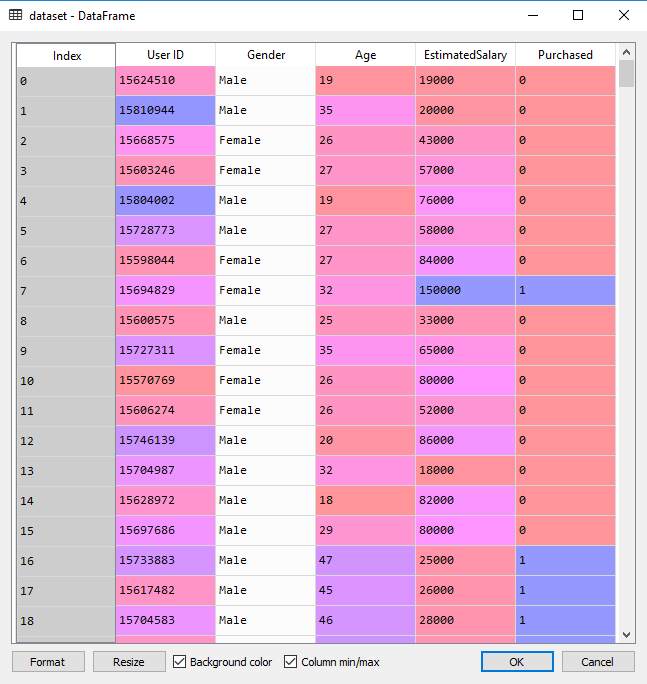 dataset - DataFrame
Index User ID Gender Age EstimatedSalary Purchased
0 15624510 Male 19 19000 0
1 15810944 Male 35 20000 0
2 15668575 Female 26 43000 0
3 15603246 Female 27 57000 0
4 15804002 Male 19 76000 0
5 15728773 Male 27 58000 0
6 15598044 Female 27 84000 0
7 15694829 Female 32 150000 1
8 15600575 Male 25 33000 0
9 15727311 Female 35 65000 0
10 15570769 Female 26 80000 0
11 15606274 Female 26 52000 0
12 15746139 Male 20 86000 0
13 15704987 Male 32 18000 0
14 15628972 Male 18 82000 0
15 15697686 Male 29 80000 0
16 15733883 Male 47 25000 1
17 15617482 Male 45 26000 1
18 15704583 Male 46 28000 1
Format Resize Background color Column min/max OK Cancel